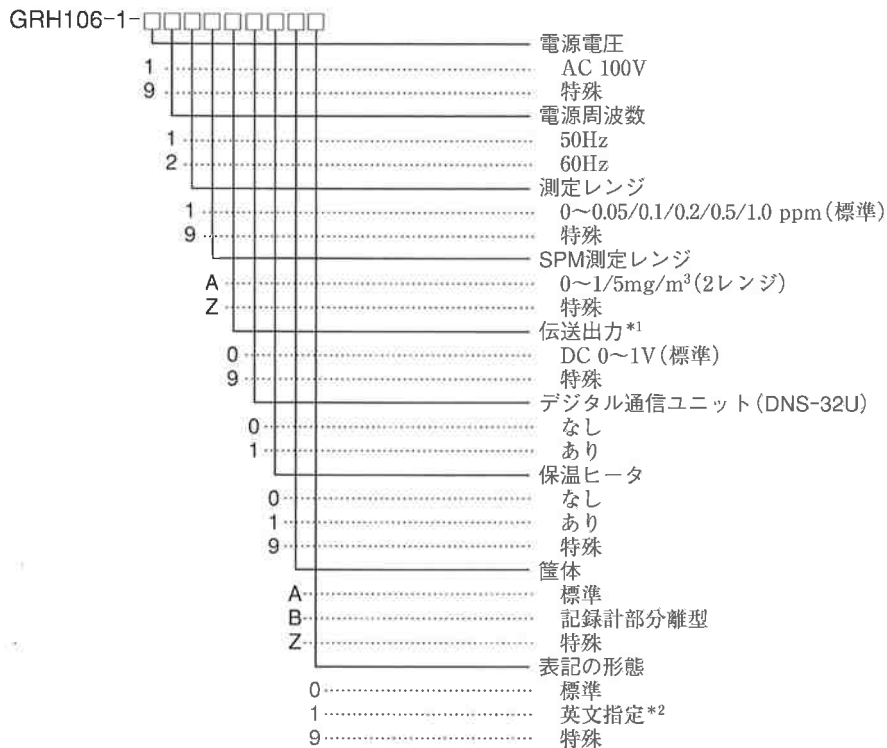 GRH106-1-□□□□□□□□□
電源電圧
1 AC 100V
9 特殊
電源周波数
1 50Hz
2 60Hz
測定レンジ
1 0～0.05/0.1/0.2/0.5/1.0 ppm(標準)
9 特殊
SPM測定レンジ
A 0～1/5mg/m³(2レンジ)
Z 特殊
伝送出力*1
0 DC 0～1V(標準)
9 特殊
デジタル通信ユニット(DNS-32U)
0 なし
1 あり
保温ヒータ
0 なし
1 あり
9 特殊
筐体
A 標準
B 記録計部分離型
Z 特殊
表記の形態
0 標準
1 英文指定*2
9 特殊